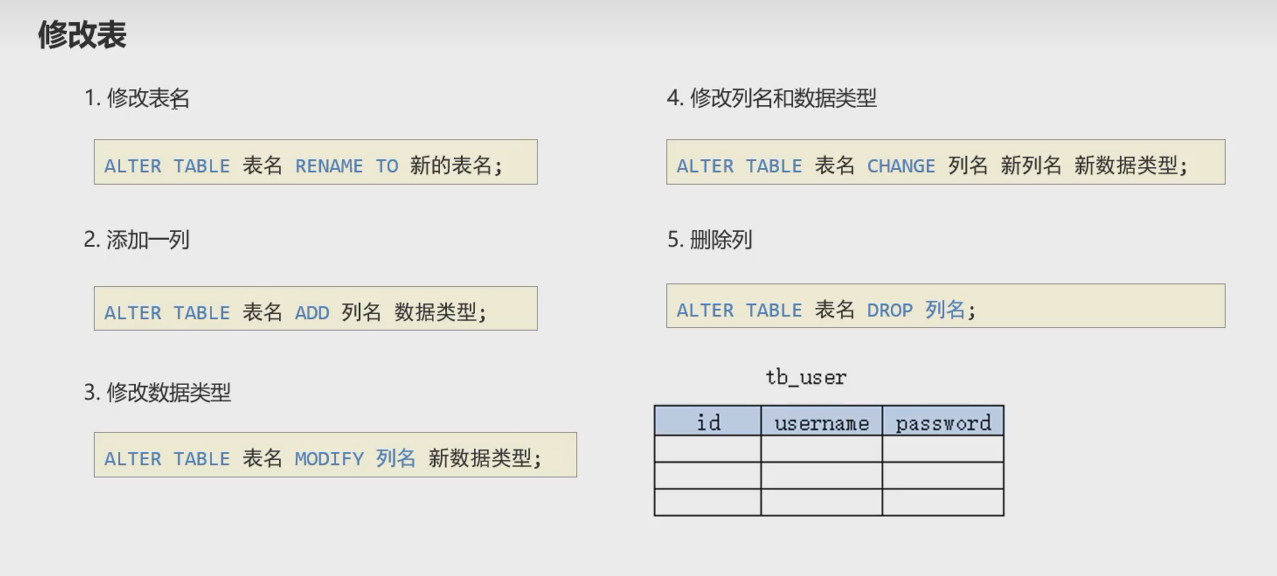 修改表
1. 修改表名
ALTER TABLE 表名 RENAME TO 新的表名;
2. 添加一列
ALTER TABLE 表名 ADD 列名 数据类型;
3. 修改数据类型
ALTER TABLE 表名 MODIFY 列名 新数据类型;
4. 修改列名和数据类型
ALTER TABLE 表名 CHANGE 列名 新列名 新数据类型;
5. 删除列
ALTER TABLE 表名 DROP 列名;
tb_user
id username password